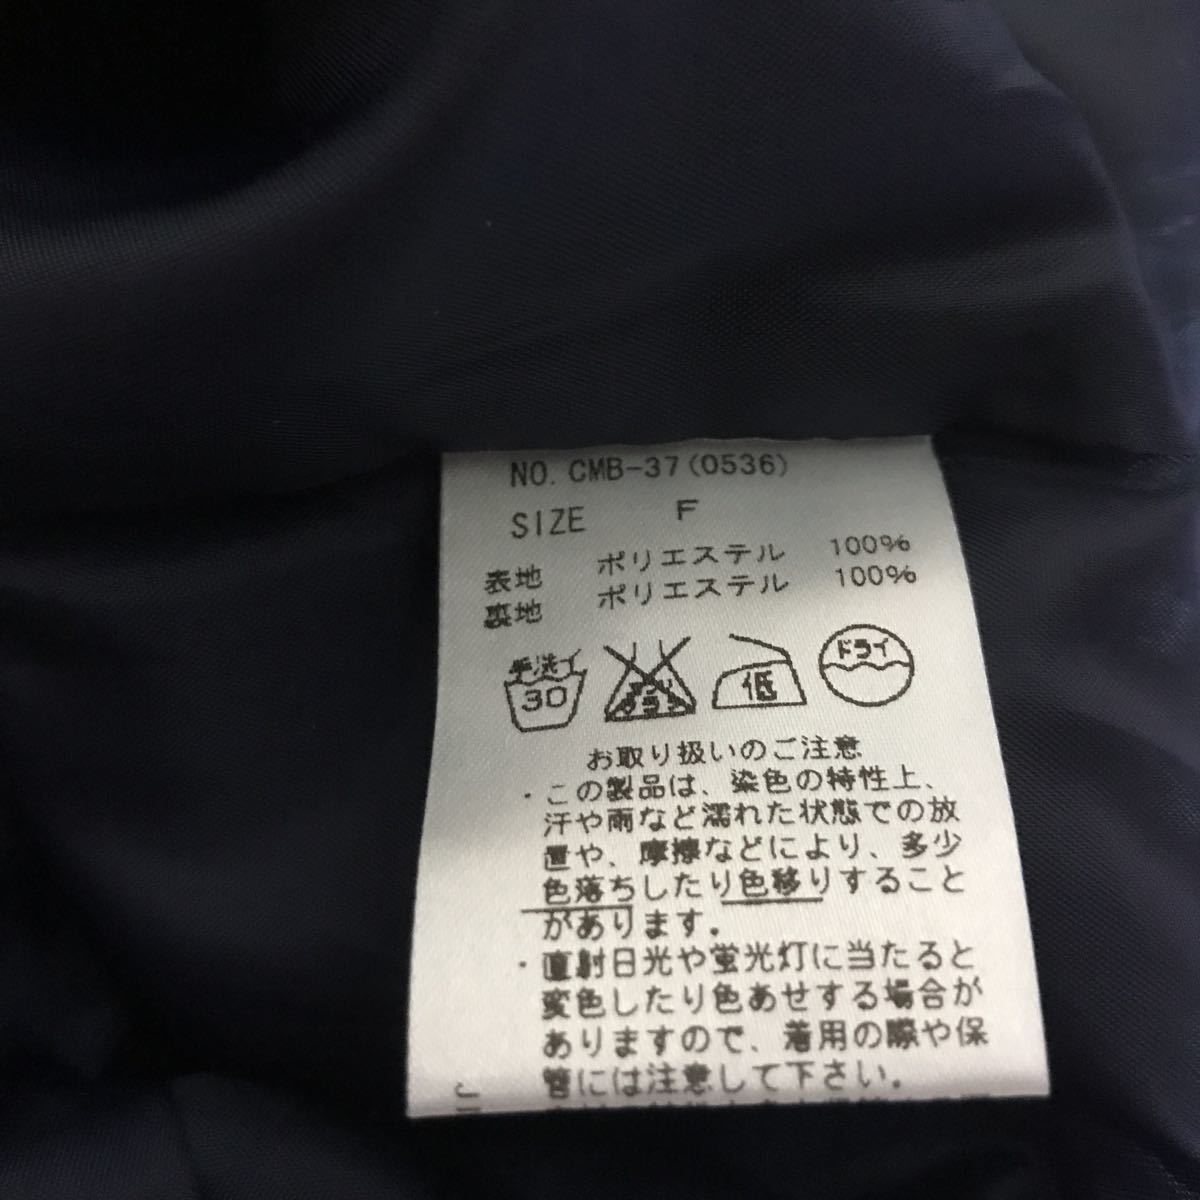 NO. CMB-37(0536)
SIZE F
表地 ポリエステル 100%
裏地 ポリエステル 100%
手洗イ 30 低 ドライ
お取り扱いのご注意
・この製品は、染色の特性上、
汗や雨など濡れた状態での放
置や、摩擦などにより、多少
色落ちしたり色移りすること
があります。
・直射日光や蛍光灯に当たると
変色したり色あせする場合が
ありますので、着用の際や保
管には注意して下さい。